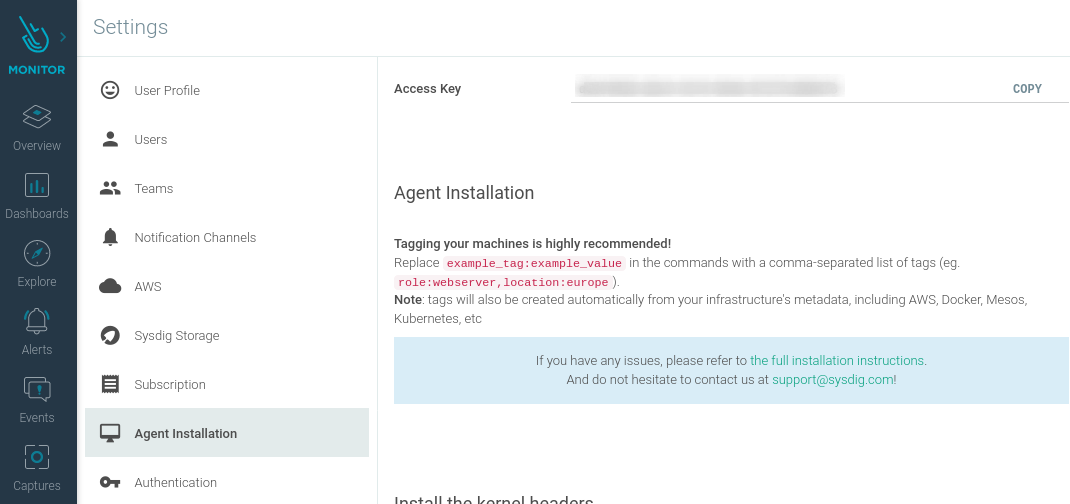 MONITOR
Overview
Dashboards
Explore
Alerts
Events
Captures
Settings
User Profile
Users
Teams
Notification Channels
AWS
Sysdig Storage
Subscription
Agent Installation
Authentication
Access Key
COPY
Agent Installation
Tagging your machines is highly recommended!
Replace example_tag:example_value in the commands with a comma-separated list of tags (eg.
role:webserver,location:europe ).
Note: tags will also be created automatically from your infrastructure's metadata, including AWS, Docker, Mesos,
Kubernetes, etc
If you have any issues, please refer to the full installation instructions.
And do not hesitate to contact us at support@sysdig.com!
Install the kernel headers